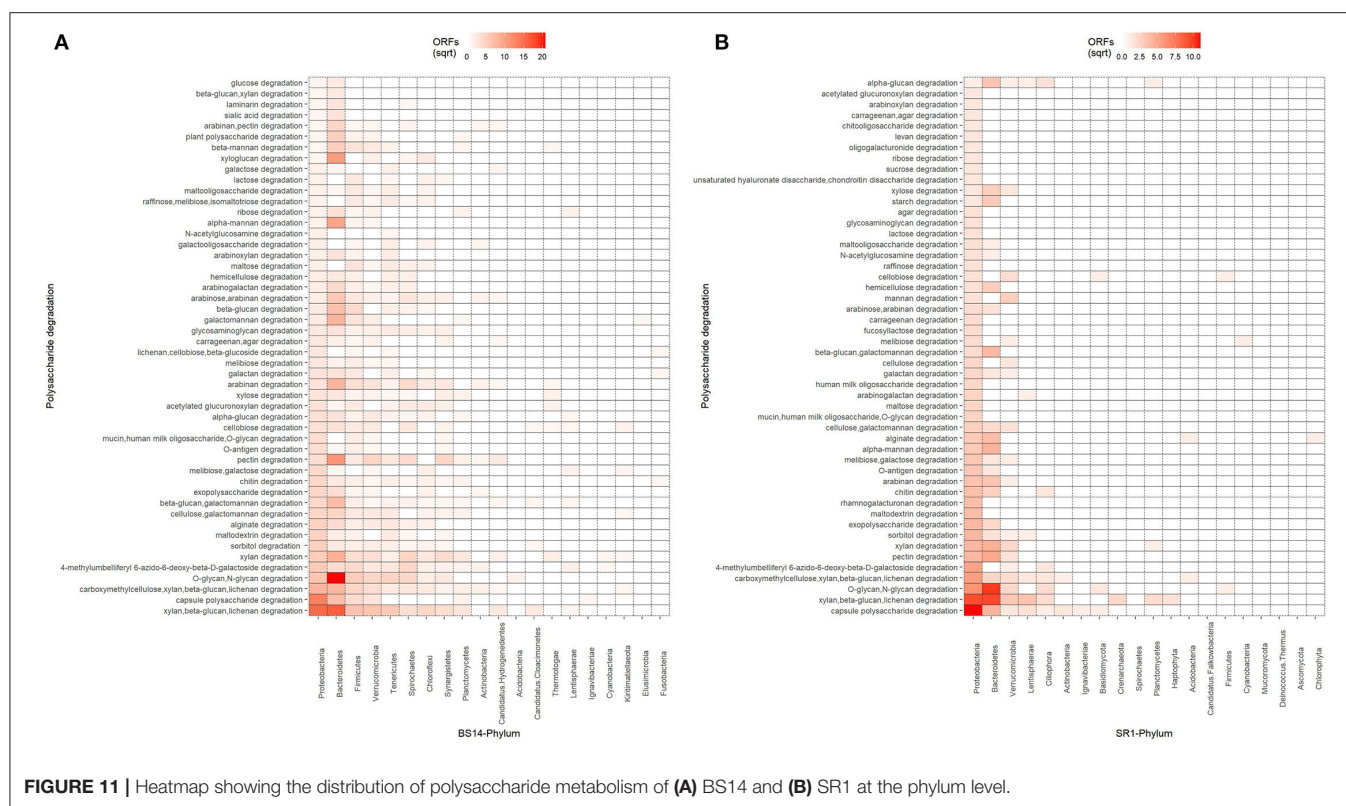 A
ORFs
(sqrt)
0 5 10 15 20
Polysaccharide degradation
glucose degradation
beta-glucan,xylan degradation
laminarin degradation
sialic acid degradation
arabinan,pectin degradation
plant polysaccharide degradation
beta-mannan degradation
xyloglucan degradation
galactose degradation
lactose degradation
maltooligosaccharide degradation
raffinose,melibiose,isomaltotriose degradation
ribose degradation
alpha-mannan degradation
N-acetylglucosamine degradation
galactooligosaccharide degradation
arabinoxylan degradation
maltose degradation
hemicellulose degradation
arabinogalactan degradation
arabinose,arabinan degradation
beta-glucan degradation
galactomannan degradation
glycosaminoglycan degradation
carrageenan,agar degradation
lichenan,cellobiose,beta-glucoside degradation
melibiose degradation
galactan degradation
arabinan degradation
xylose degradation
acetylated glucuronoxylan degradation
alpha-glucan degradation
cellobiose degradation
mucin,human milk oligosaccharide,O-glycan degradation
O-antigen degradation
pectin degradation
melibiose,galactose degradation
chitin degradation
exopolysaccharide degradation
beta-glucan,galactomannan degradation
cellulose,galactomannan degradation
alginate degradation
maltodextrin degradation
sorbitol degradation
xylan degradation
4-methylumbelliferyl 6-azido-6-deoxy-beta-D-galactoside degradation
O-glycan,N-glycan degradation
carboxymethylcellulose,xylan,beta-glucan,lichenan degradation
capsule polysaccharide degradation
xylan,beta-glucan,lichenan degradation
Proteobacteria
Bacteroidetes
Firmicutes
Verrucomicrobia
Tenericutes
Spirochaetes
Chloroflexi
Synergistetes
Planctomycetes
Actinobacteria
Candidatus.Hydrogenedentes
Acidobacteria
Candidatus.Cloacimonetes
Thermotogae
Lentisphaerae
Ignavibacteriae
Cyanobacteria
Kiritimatiellaeota
Elusimicrobia
Fusobacteria
BS14-Phylum
B
ORFs
(sqrt)
0.0 2.5 5.0 7.5 10.0
Polysaccharide degradation
alpha-glucan degradation
acetylated glucuronoxylan degradation
arabinoxylan degradation
carrageenan,agar degradation
chitooligosaccharide degradation
levan degradation
oligogalacturonide degradation
ribose degradation
sucrose degradation
unsaturated hyaluronate disaccharide,chondroitin disaccharide degradation
xylose degradation
starch degradation
agar degradation
glycosaminoglycan degradation
lactose degradation
maltooligosaccharide degradation
N-acetylglucosamine degradation
raffinose degradation
cellobiose degradation
hemicellulose degradation
mannan degradation
arabinose,arabinan degradation
carrageenan degradation
fucosyllactose degradation
melibiose degradation
beta-glucan,galactomannan degradation
cellulose degradation
galactan degradation
human milk oligosaccharide degradation
arabinogalactan degradation
maltose degradation
mucin,human milk oligosaccharide,O-glycan degradation
cellulose,galactomannan degradation
alginate degradation
alpha-mannan degradation
melibiose,galactose degradation
O-antigen degradation
arabinan degradation
chitin degradation
rhamnogalacturonan degradation
maltodextrin degradation
exopolysaccharide degradation
sorbitol degradation
xylan degradation
pectin degradation
4-methylumbelliferyl 6-azido-6-deoxy-beta-D-galactoside degradation
carboxymethylcellulose,xylan,beta-glucan,lichenan degradation
O-glycan,N-glycan degradation
xylan,beta-glucan,lichenan degradation
capsule polysaccharide degradation
Proteobacteria
Bacteroidetes
Verrucomicrobia
Lentisphaerae
Ciliophora
Actinobacteria
Ignavibacteriae
Basidiomycota
Crenarchaeota
Spirochaetes
Planctomycetes
Haptophyta
Acidobacteria
Candidatus.Falkowbacteria
Firmicutes
Cyanobacteria
Mucoromycota
Deinococcus.Thermus
Ascomycota
Chlorophyta
SR1-Phylum
FIGURE 11 | Heatmap showing the distribution of polysaccharide metabolism of (A) BS14 and (B) SR1 at the phylum level.